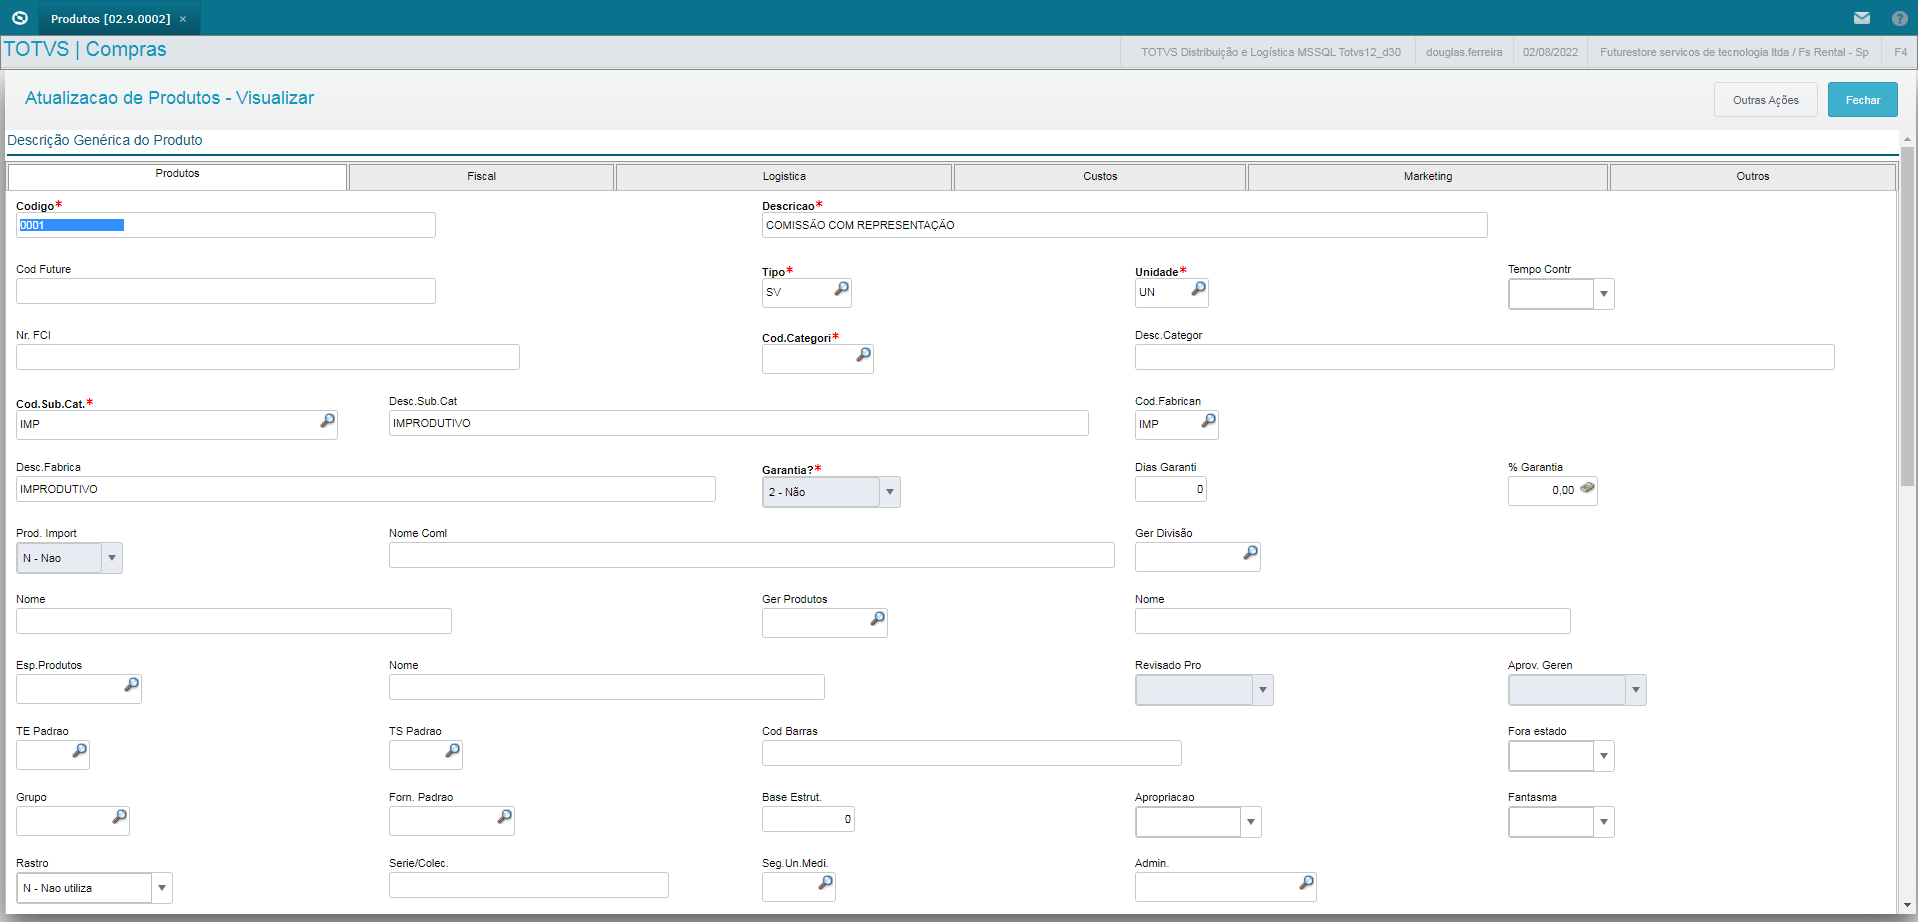 Produtos [02.9.0002] ×
TOTVS | Compras
TOTVS Distribuição e Logística MSSQL Totvs12_d30
douglas.ferreira
02/08/2022
Futurestore servicos de tecnologia ltda / Fs Rental - Sp
F4
Atualizacao de Produtos - Visualizar
Outras Ações
Fechar
Descrição Genérica do Produto
Produtos
Fiscal
Logistica
Custos
Marketing
Outros
Codigo*
Descricao*
0001
COMISSÃO COM REPRESENTAÇÃO
Cod Future
Tipo*
Unidade*
Tempo Contr
SV
UN
Nr. FCI
Cod.Categori*
Desc.Categor
Cod.Sub.Cat.*
Desc.Sub.Cat
Cod.Fabrican
IMP
IMPRODUTIVO
IMP
Desc.Fabrica
Garantia?*
Dias Garanti
% Garantia
IMPRODUTIVO
2 - Não
0
0,00
Prod. Import
Nome Coml
Ger Divisão
N - Nao
Nome
Ger Produtos
Nome
Esp.Produtos
Nome
Revisado Pro
Aprov. Geren
TE Padrao
TS Padrao
Cod Barras
Fora estado
Grupo
Forn. Padrao
Base Estrut.
Apropriacao
Fantasma
0
Rastro
Serie/Colec.
Seg.Un.Medi.
Admin.
N - Nao utiliza